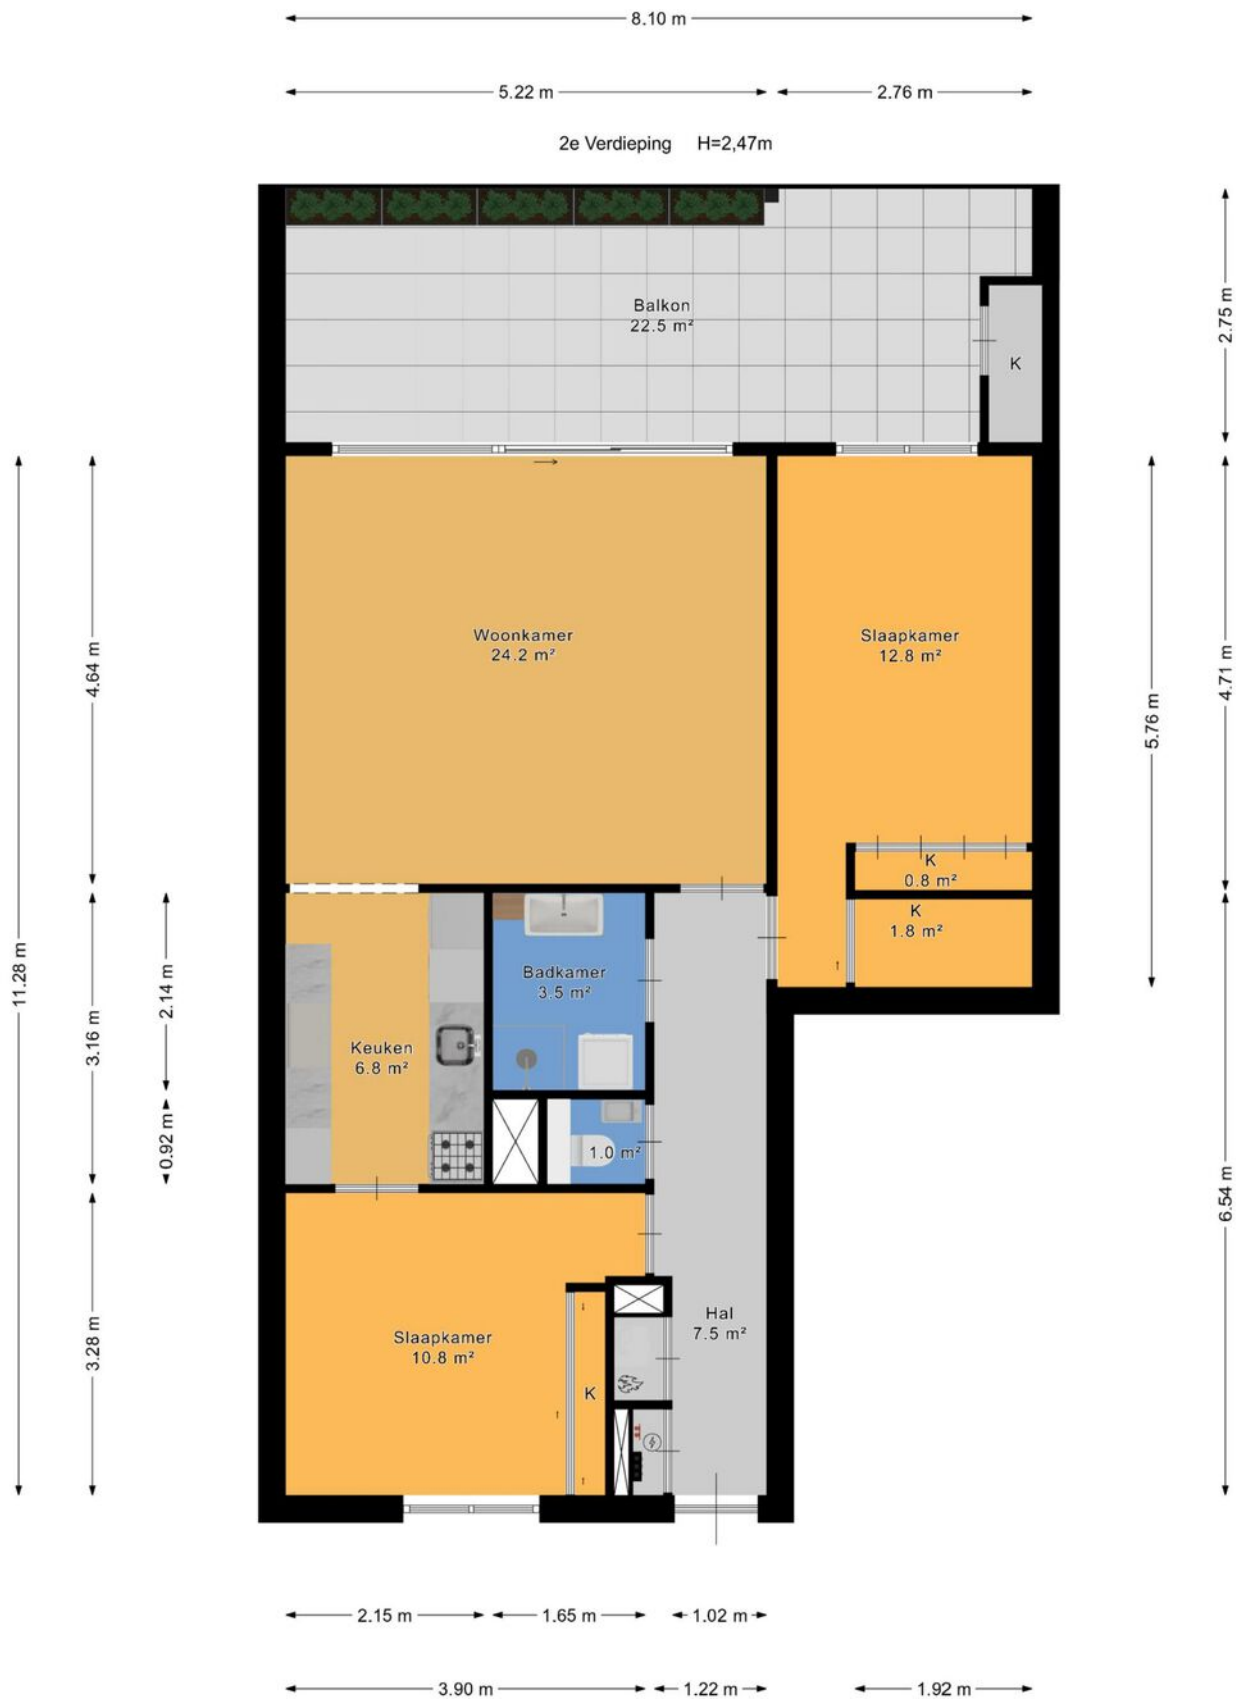 8.10 m
5.22 m
2.76 m
2e Verdieping H=2,47m
Balkon
22.5 m²
2.75 m
K
Woonkamer
24.2 m²
Slaapkamer
12.8 m²
4.64 m
4.71 m
5.76 m
K
0.8 m²
K
1.8 m²
11.28 m
Badkamer
3.5 m²
2.14 m
3.16 m
Keuken
6.8 m²
0.92 m
1.0 m²
6.54 m
Hal
7.5 m²
Slaapkamer
10.8 m²
3.28 m
K
2.15 m
1.65 m
1.02 m
3.90 m
1.22 m
1.92 m